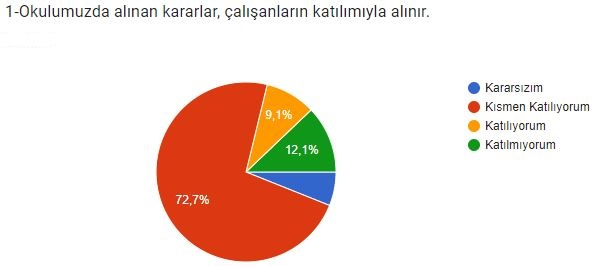 1-Okulumuzda alınan kararlar, çalışanların katılımıyla alınır.
Kararsızım
Kısmen Katılıyorum
Katılıyorum
Katılmıyorum
9,1%
12,1%
72,7%